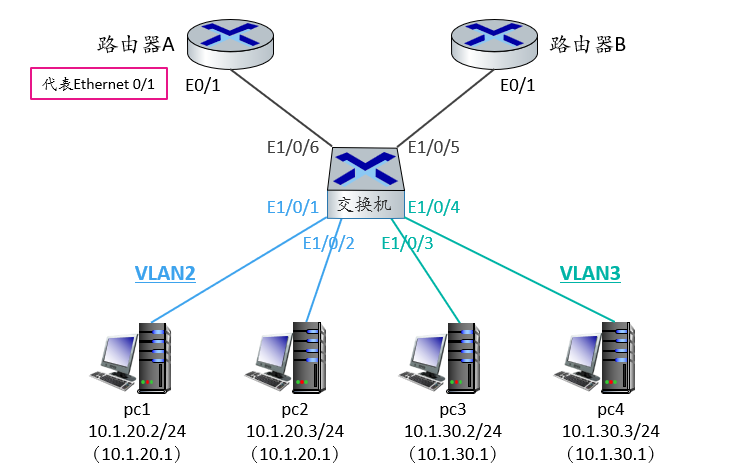 路由器A
路由器B
代表Ethernet 0/1
E0/1
E0/1
E1/0/6
E1/0/5
交换机
E1/0/1
E1/0/4
E1/0/2
E1/0/3
VLAN2
VLAN3
pc1
10.1.20.2/24
（10.1.20.1）
pc2
10.1.20.3/24
（10.1.20.1）
pc3
10.1.30.2/24
（10.1.30.1）
pc4
10.1.30.3/24
（10.1.30.1）